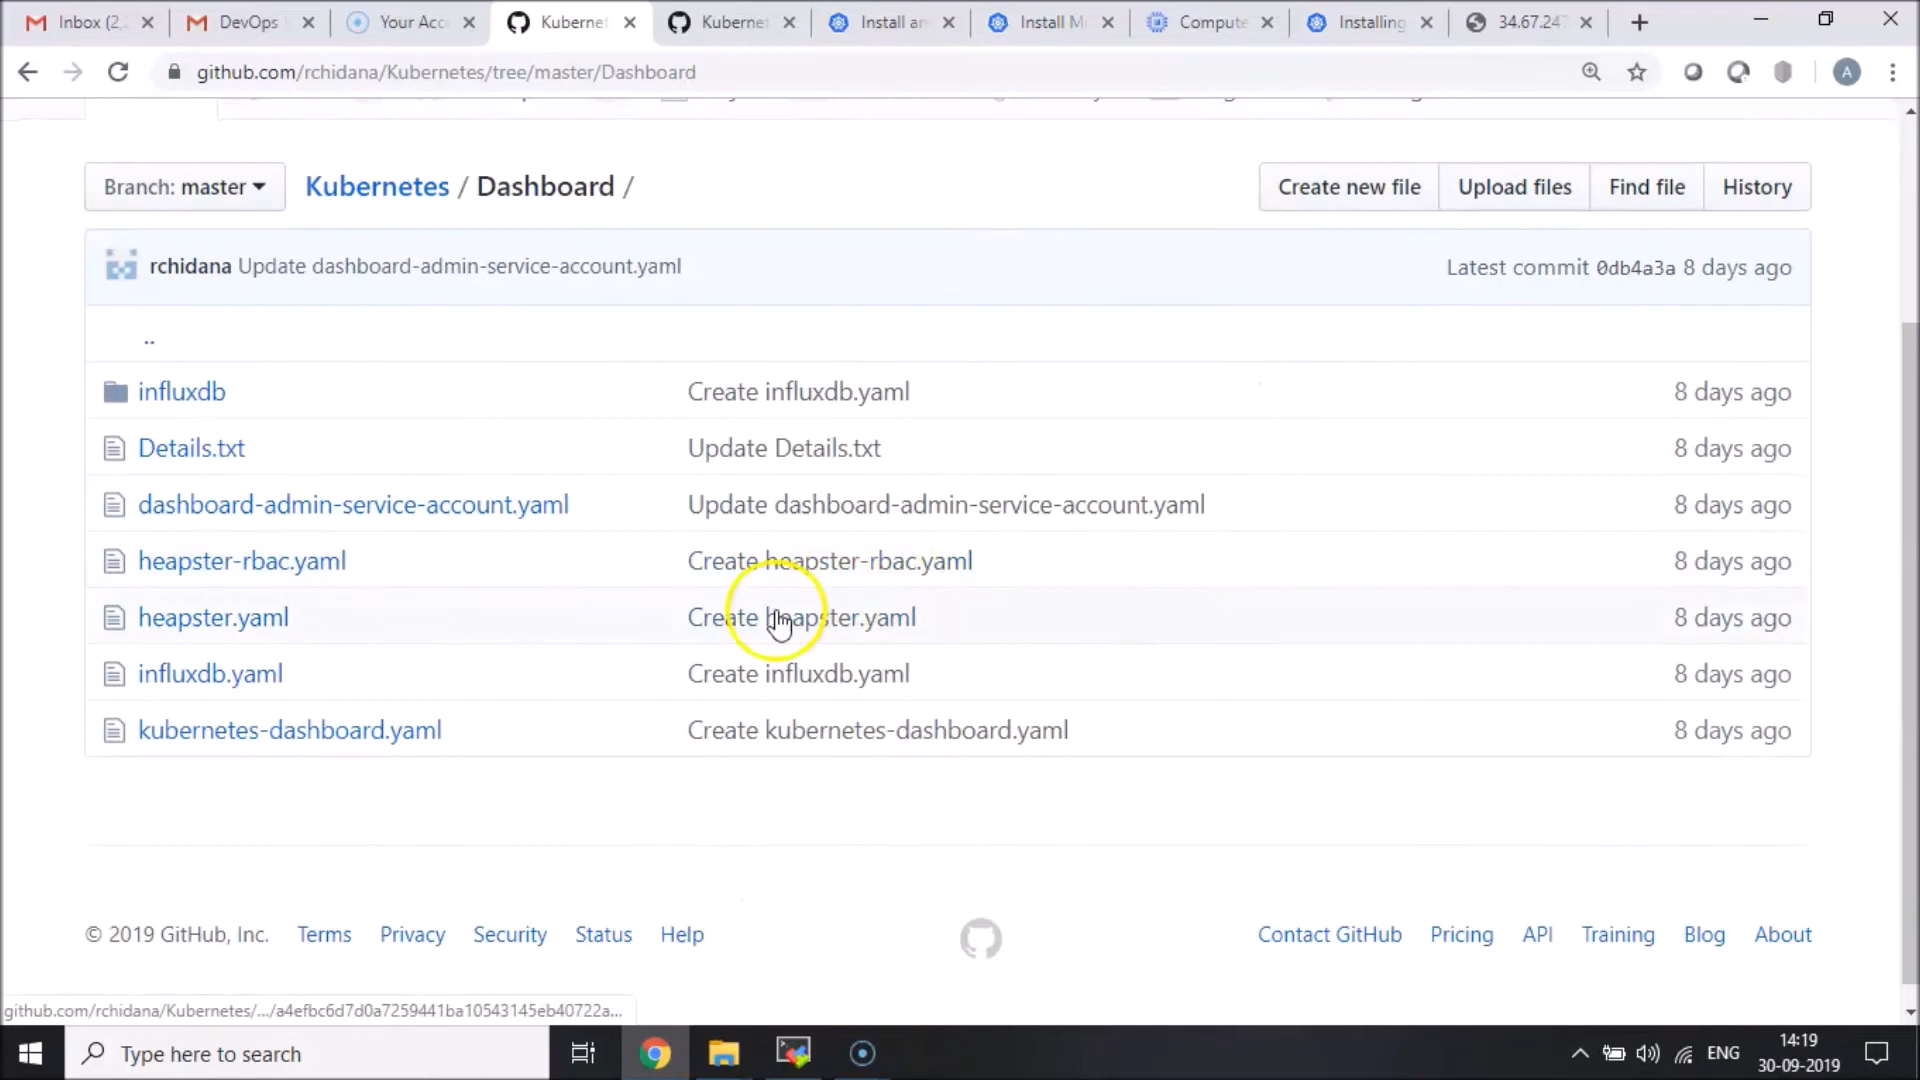 Inbox (2,
DevOps
Your Acc
Kubernet
Kubernet
Install an
Install Mi
Compute
Installing
34.67.247
github.com/rchidana/Kubernetes/tree/master/Dashboard
A
Branch: master
Kubernetes / Dashboard /
Create new file
Upload files
Find file
History
rchidana Update dashboard-admin-service-account.yaml
Latest commit 0db4a3a 8 days ago
..
influxdb
Create influxdb.yaml
8 days ago
Details.txt
Update Details.txt
8 days ago
dashboard-admin-service-account.yaml
Update dashboard-admin-service-account.yaml
8 days ago
heapster-rbac.yaml
Create heapster-rbac.yaml
8 days ago
heapster.yaml
Create heapster.yaml
8 days ago
influxdb.yaml
Create influxdb.yaml
8 days ago
kubernetes-dashboard.yaml
Create kubernetes-dashboard.yaml
8 days ago
© 2019 GitHub, Inc.
Terms
Privacy
Security
Status
Help
Contact GitHub
Pricing
API
Training
Blog
About
github.com/rchidana/Kubernetes/.../a4efbc6d7d0a7259441ba10543145eb40722a...
Type here to search
ENG
14:19
30-09-2019